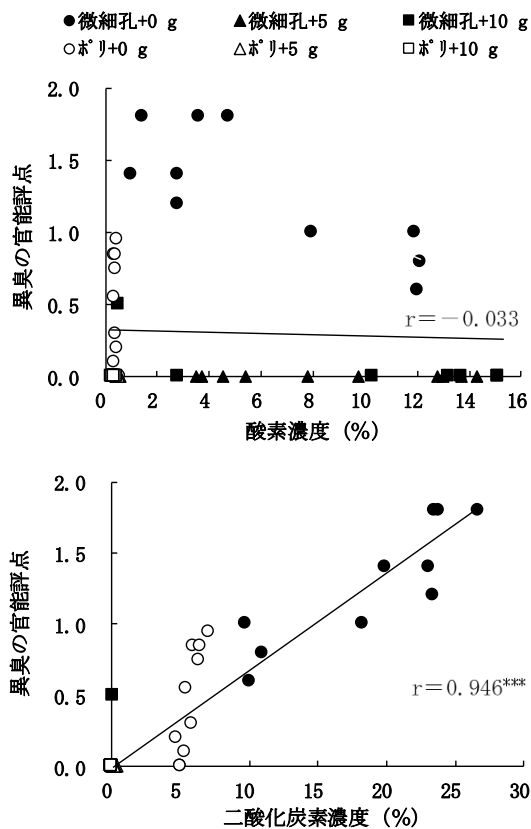 ●微細孔+0 g ▲微細孔+5 g ■微細孔+10 g
○ポリ+0 g △ポリ+5 g □ポリ+10 g
2.0
1.5
1.0
0.5
0.0
異臭の官能評点
r＝－0.033
0 2 4 6 8 10 12 14 16
酸素濃度 (%)
2.0
1.5
1.0
0.5
0.0
異臭の官能評点
r＝0.946***
0 5 10 15 20 25 30
二酸化炭素濃度 (%)